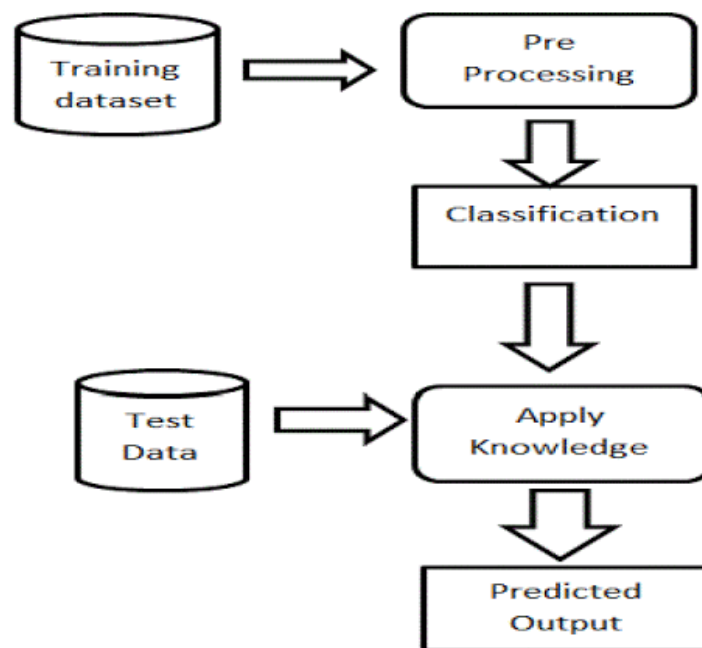 Training
dataset
Pre
Processing
Classification
Test
Data
Apply
Knowledge
Predicted
Output